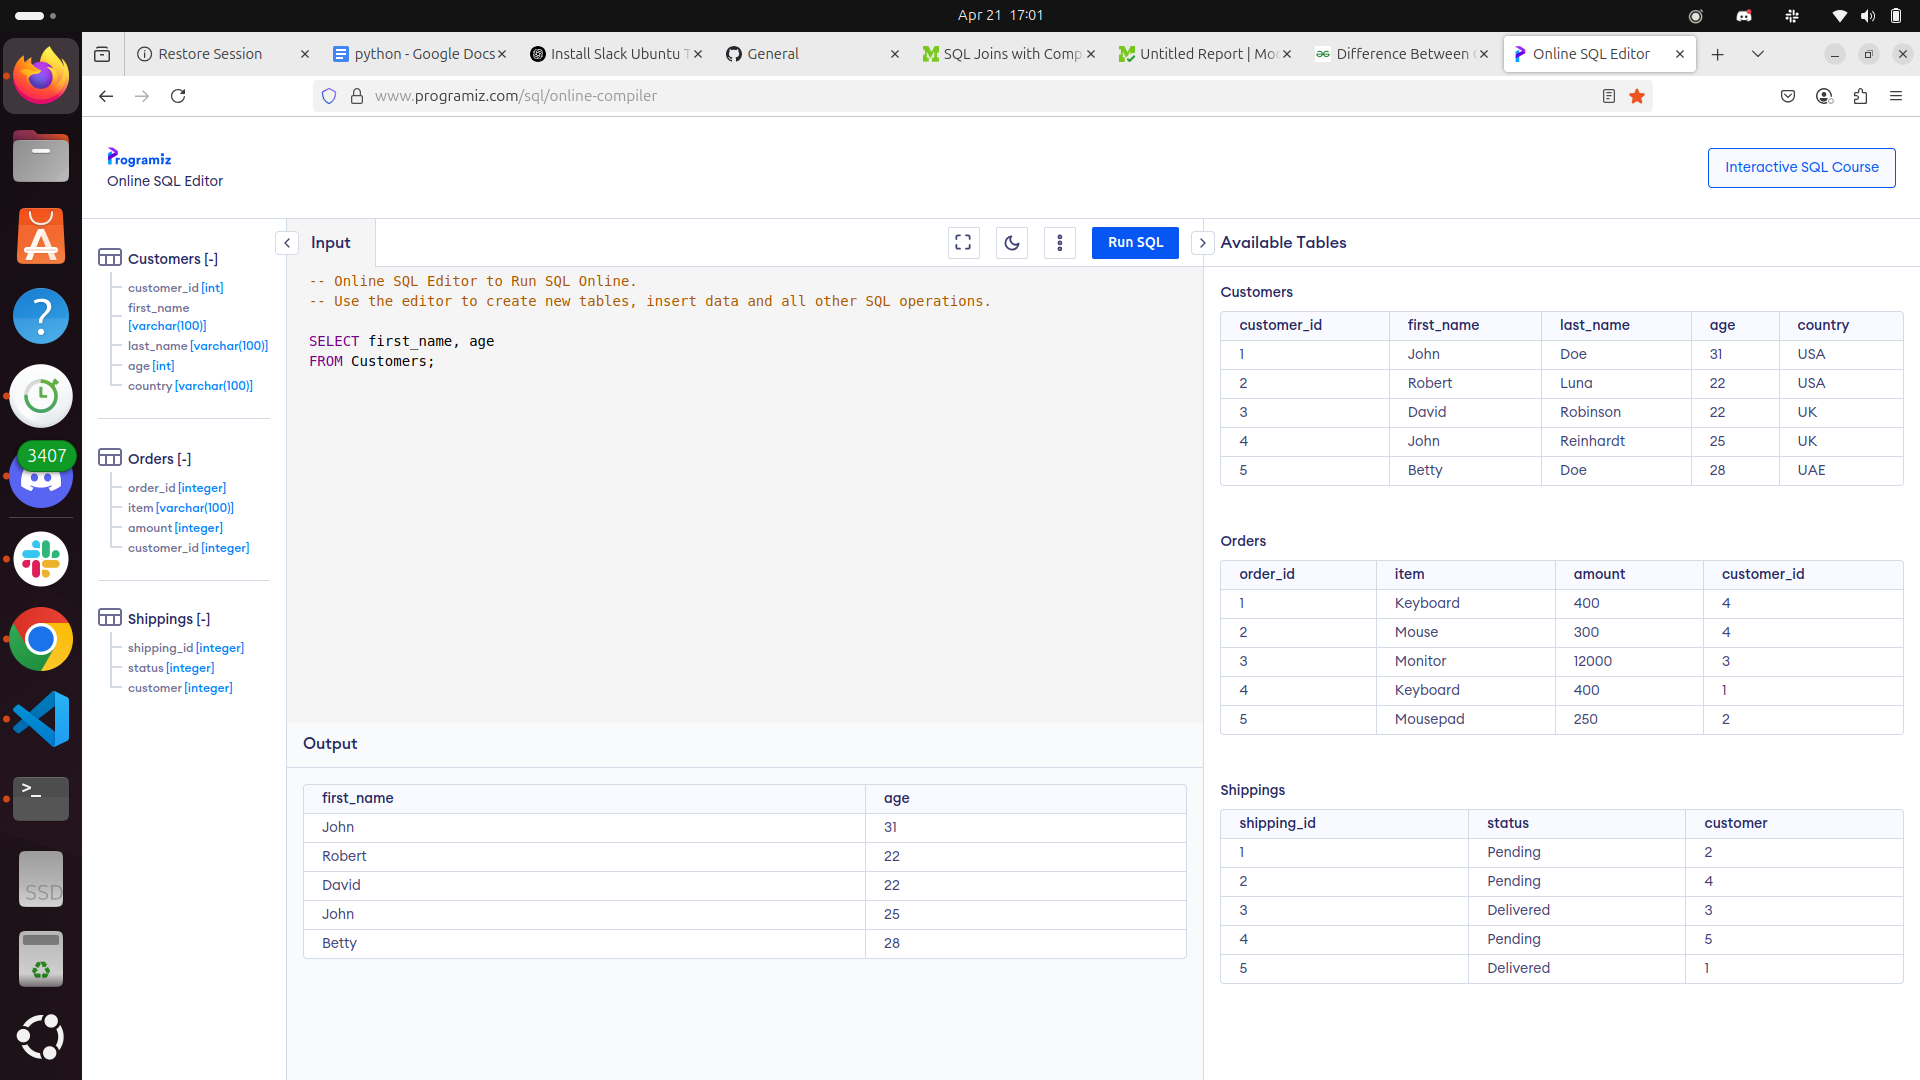 Apr 21 17:01
Restore Session
python - Google Docs
Install Slack Ubuntu T
General
SQL Joins with Comp
Untitled Report | Mo
Difference Between
Online SQL Editor
www.programiz.com/sql/online-compiler
Programiz
Online SQL Editor
Interactive SQL Course
Customers [-]
customer_id [int]
first_name
[varchar(100)]
last_name [varchar(100)]
age [int]
country [varchar(100)]
Orders [-]
order_id [integer]
item [varchar(100)]
amount [integer]
customer_id [integer]
Shippings [-]
shipping_id [integer]
status [integer]
customer [integer]
Input
Run SQL
-- Online SQL Editor to Run SQL Online.
-- Use the editor to create new tables, insert data and all other SQL operations.
SELECT first_name, age
FROM Customers;
Output
first_name age
John 31
Robert 22
David 22
John 25
Betty 28
Available Tables
Customers
customer_id first_name last_name age country
1 John Doe 31 USA
2 Robert Luna 22 USA
3 David Robinson 22 UK
4 John Reinhardt 25 UK
5 Betty Doe 28 UAE
Orders
order_id item amount customer_id
1 Keyboard 400 4
2 Mouse 300 4
3 Monitor 12000 3
4 Keyboard 400 1
5 Mousepad 250 2
Shippings
shipping_id status customer
1 Pending 2
2 Pending 4
3 Delivered 3
4 Pending 5
5 Delivered 1
3407
>_
SSD